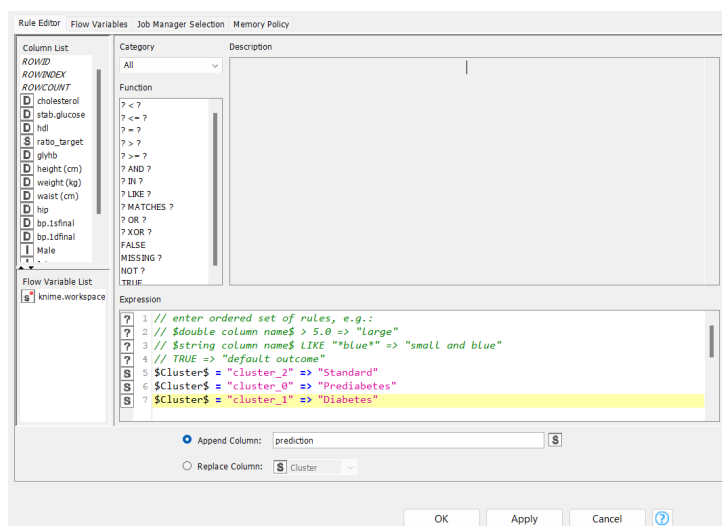 Rule Editor Flow Variables Job Manager Selection Memory Policy
Column List
ROWID
ROWINDEX
ROWCOUNT
D cholesterol
D stab.glucose
D hdl
S ratio_target
D glyhb
D height (cm)
D weight (kg)
D waist (cm)
D hip
D bp.1sfinal
D bp.1dfinal
I Male
Flow Variable List
s knime.workspace
Category
All
Function
? < ?
? <= ?
? = ?
? > ?
? >= ?
? AND ?
? IN ?
? LIKE ?
? MATCHES ?
? OR ?
? XOR ?
FALSE
MISSING ?
NOT ?
TRUE
Description
Expression
? 1 // enter ordered set of rules, e.g.:
? 2 // $double column name$ > 5.0 => "large"
? 3 // $string column name$ LIKE "*blue*" => "small and blue"
? 4 // TRUE => "default outcome"
S 5 $Cluster$ = "cluster_2" => "Standard"
S 6 $Cluster$ = "cluster_0" => "Prediabetes"
S 7 $Cluster$ = "cluster_1" => "Diabetes"
Append Column: prediction S
Replace Column: S Cluster
OK Apply Cancel ?